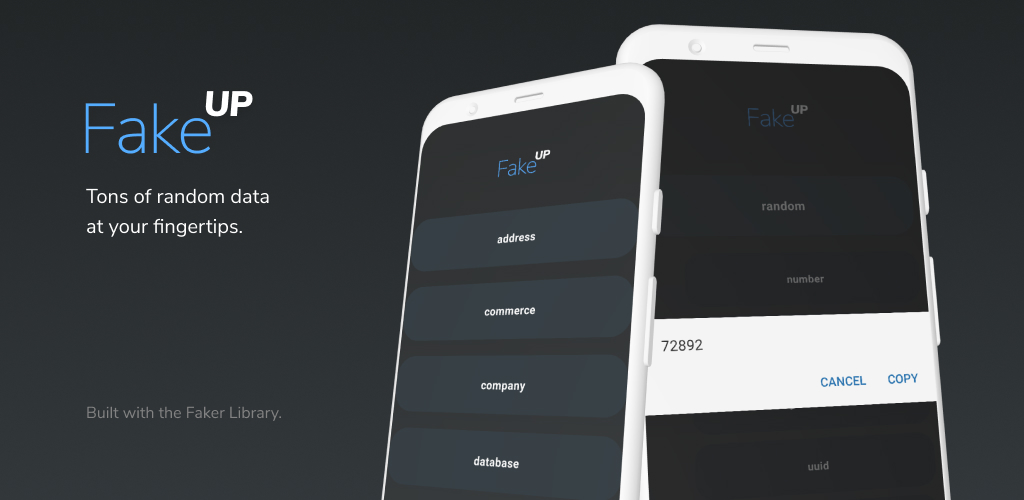 Fake UP
Tons of random data
at your fingertips.
Built with the Faker Library.
Fake UP
address
commerce
company
database
Fake UP
random
number
72892
CANCEL COPY
uuid